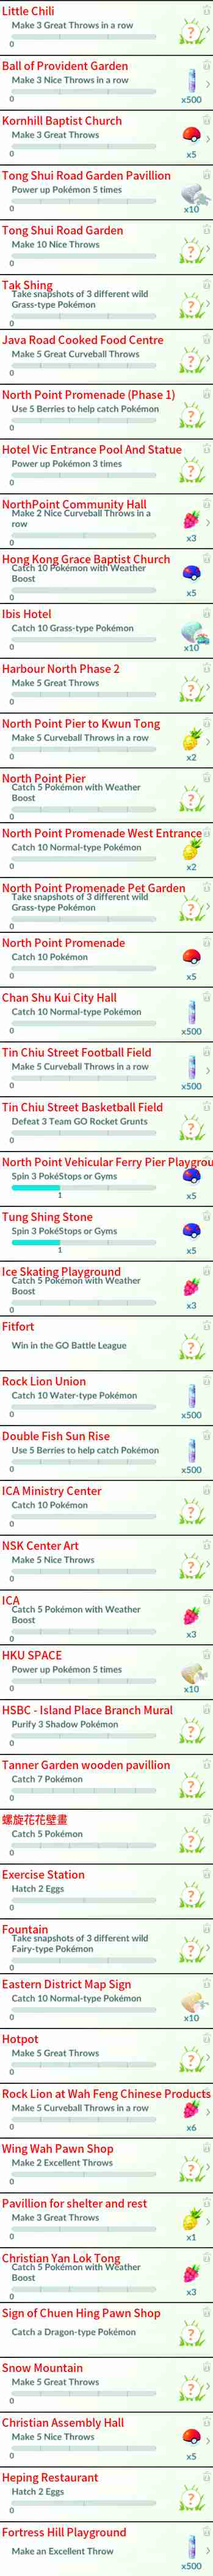 Little Chili
Make 3 Great Throws in a row
0
Ball of Provident Garden
Make 3 Nice Throws in a row
0
x500
Kornhill Baptist Church
Make 3 Great Throws
0
x5
Tong Shui Road Garden Pavillion
Power up Pokémon 5 times
0
x10
Tong Shui Road Garden
Make 10 Nice Throws
0
Tak Shing
Take snapshots of 3 different wild
Grass-type Pokémon
0
Java Road Cooked Food Centre
Make 5 Great Curveball Throws
0
North Point Promenade (Phase 1)
Use 5 Berries to help catch Pokémon
0
Hotel Vic Entrance Pool And Statue
Power up Pokémon 3 times
0
NorthPoint Community Hall
Make 2 Nice Curveball Throws in a
row
0
x3
Hong Kong Grace Baptist Church
Catch 10 Pokémon with Weather
Boost
0
x5
Ibis Hotel
Catch 10 Grass-type Pokémon
0
x10
Harbour North Phase 2
Make 5 Great Throws
0
North Point Pier to Kwun Tong
Make 5 Curveball Throws in a row
0
x2
North Point Pier
Catch 5 Pokémon with Weather
Boost
0
North Point Promenade West Entrance
Catch 10 Normal-type Pokémon
0
x2
North Point Promenade Pet Garden
Take snapshots of 3 different wild
Grass-type Pokémon
0
North Point Promenade
Catch 10 Pokémon
0
x5
Chan Shu Kui City Hall
Catch 10 Normal-type Pokémon
0
x500
Tin Chiu Street Football Field
Make 5 Curveball Throws in a row
0
x500
Tin Chiu Street Basketball Field
Defeat 3 Team GO Rocket Grunts
0
North Point Vehicular Ferry Pier Playgrou
Spin 3 PokéStops or Gyms
1
x5
Tung Shing Stone
Spin 3 PokéStops or Gyms
1
x5
Ice Skating Playground
Catch 5 Pokémon with Weather
Boost
0
x3
Fitfort
Win in the GO Battle League
Rock Lion Union
Catch 10 Water-type Pokémon
0
x500
Double Fish Sun Rise
Use 5 Berries to help catch Pokémon
0
x500
ICA Ministry Center
Catch 10 Pokémon
0
NSK Center Art
Make 5 Nice Throws
0
ICA
Catch 5 Pokémon with Weather
Boost
0
x3
HKU SPACE
Power up Pokémon 5 times
0
x10
HSBC - Island Place Branch Mural
Purify 3 Shadow Pokémon
0
Tanner Garden wooden pavillion
Catch 7 Pokémon
0
螺旋花花壁畫
Catch 5 Pokémon
0
Exercise Station
Hatch 2 Eggs
0
Fountain
Take snapshots of 3 different wild
Fairy-type Pokémon
0
Eastern District Map Sign
Catch 10 Normal-type Pokémon
0
x10
Hotpot
Make 5 Great Throws
0
Rock Lion at Wah Feng Chinese Products
Make 5 Curveball Throws in a row
0
x6
Wing Wah Pawn Shop
Make 2 Excellent Throws
0
Pavillion for shelter and rest
Make 3 Great Throws
0
x1
Christian Yan Lok Tong
Catch 5 Pokémon with Weather
Boost
0
x3
Sign of Chuen Hing Pawn Shop
Catch a Dragon-type Pokémon
Snow Mountain
Make 5 Great Throws
0
Christian Assembly Hall
Make 5 Nice Throws
0
x5
Heping Restaurant
Hatch 2 Eggs
0
Fortress Hill Playground
Make an Excellent Throw
x500